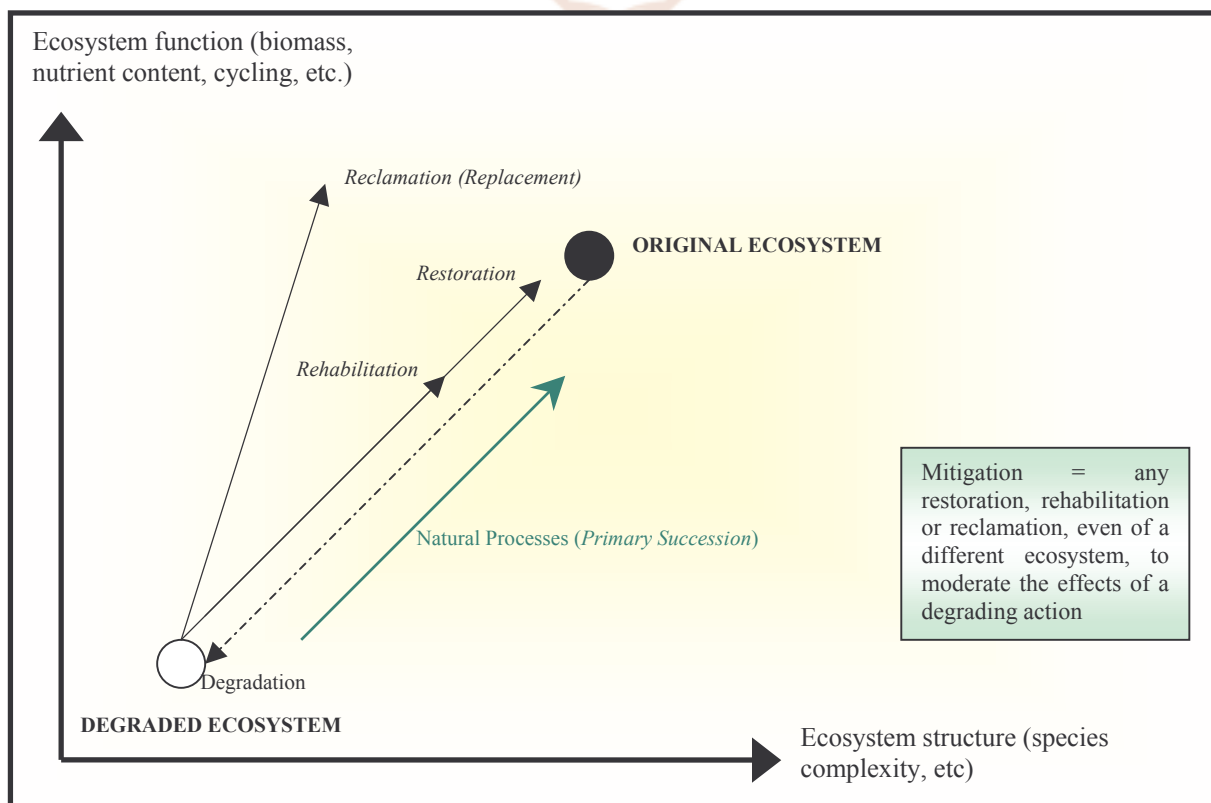 Ecosystem function (biomass,
nutrient content, cycling, etc.)
Reclamation (Replacement)
ORIGINAL ECOSYSTEM
Restoration
Rehabilitation
Mitigation = any
restoration, rehabilitation
or reclamation, even of a
different ecosystem, to
moderate the effects of a
degrading action
Natural Processes (Primary Succession)
Degradation
DEGRADED ECOSYSTEM
Ecosystem structure (species
complexity, etc)